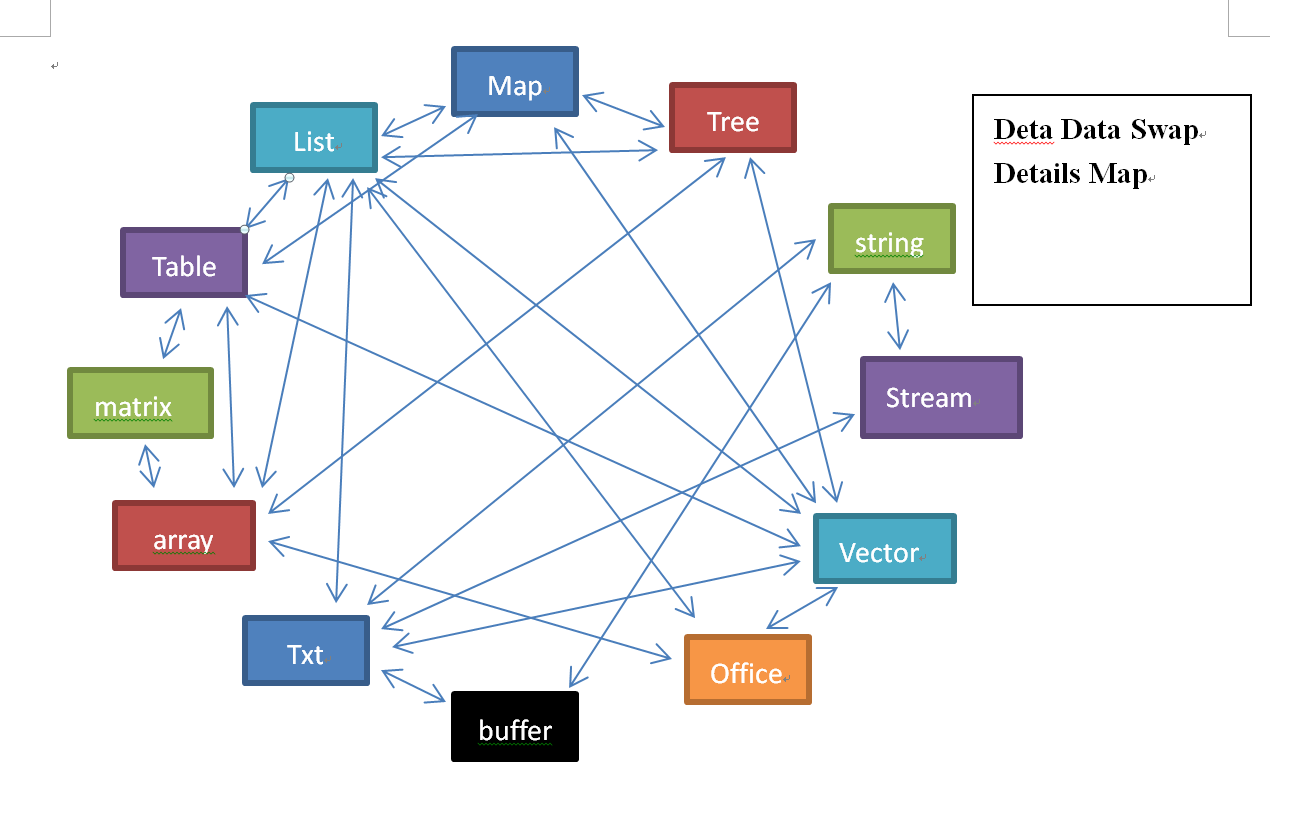 Map
List
Tree
Deta Data Swap
Details Map
string
Table
Stream
matrix
array
Vector
Txt
Office
buffer